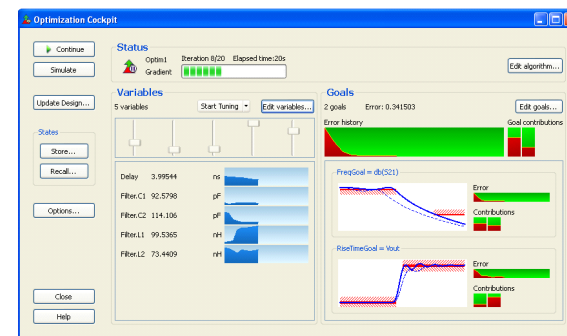 Optimization Cockpit
Continue
Simulate
Update Design...
States
Store...
Recall...
Options...
Close
Help
Status
Optim1 Iteration 8/20 Elapsed time:20s
Gradient
Edit algorithm...
Variables
5 variables Start Tuning Edit variables...
Delay 3.99544 ns
Filter.C1 92.5798 pF
Filter.C2 114.106 pF
Filter.L1 99.5365 nH
Filter.L2 73.4409 nH
Goals
2 goals Error: 0.341503 Edit goals...
Error history Goal contributions
FreqGoal = db(S21)
Error
Contributions
RiseTimeGoal = Vout
Error
Contributions